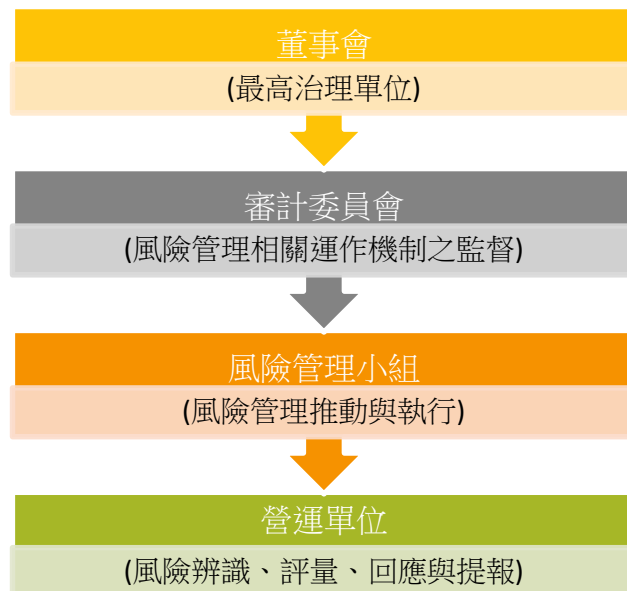 董事會
(最高治理單位)
審計委員會
(風險管理相關運作機制之監督)
風險管理小組
(風險管理推動與執行)
營運單位
(風險辨識、評量、回應與提報)